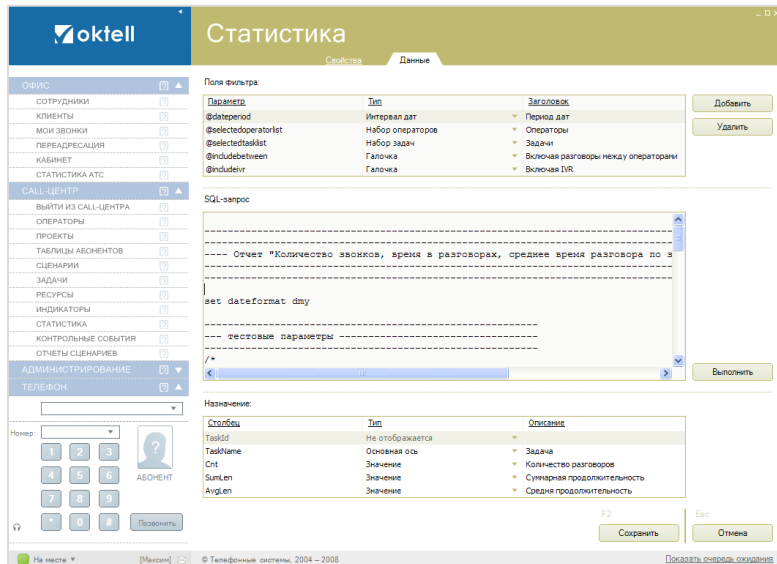 oktell
Статистика
Свойства
Данные
ОФИС
СОТРУДНИКИ
КЛИЕНТЫ
МОИ ЗВОНКИ
ПЕРЕАДРЕСАЦИЯ
КАБИНЕТ
СТАТИСТИКА АТС
CALL-ЦЕНТР
ВЫЙТИ ИЗ CALL-ЦЕНТРА
ОПЕРАТОРЫ
ПРОЕКТЫ
ТАБЛИЦЫ АБОНЕНТОВ
СЦЕНАРИИ
ЗАДАЧИ
РЕСУРСЫ
ИНДИКАТОРЫ
СТАТИСТИКА
КОНТРОЛЬНЫЕ СОБЫТИЯ
ОТЧЕТЫ СЦЕНАРИЕВ
АДМИНИСТРИРОВАНИЕ
ТЕЛЕФОН
Номер:
1 2 3
4 5 6
АБОНЕНТ
7 8 9
* 0 #
Позвонить
Поля фильтра:
Параметр Тип Заголовок
@dateperiod Интервал дат Период дат
@selectedoperatorlist Набор операторов Операторы
@selectedtasklist Набор задач Задачи
@includebetween Галочка Включая разговоры между операторами
@includeivr Галочка Включая IVR
Добавить
Удалить
SQL-запрос
---- Отчет "Количество звонков, время в разговорах, среднее время разговора по з
set dateformat dmy
--- тестовые параметры ---------------------------------
/*
Выполнить
Назначение:
Столбец Тип Описание
TaskId Не отображается
TaskName Основная ось Задача
Cnt Значение Количество разговоров
SumLen Значение Суммарная продолжительность
AvgLen Значение Средня продолжительность
F2 Esc
Сохранить Отмена
На месте [Максим] © Телефонные системы, 2004 – 2008 Показать очередь ожидания